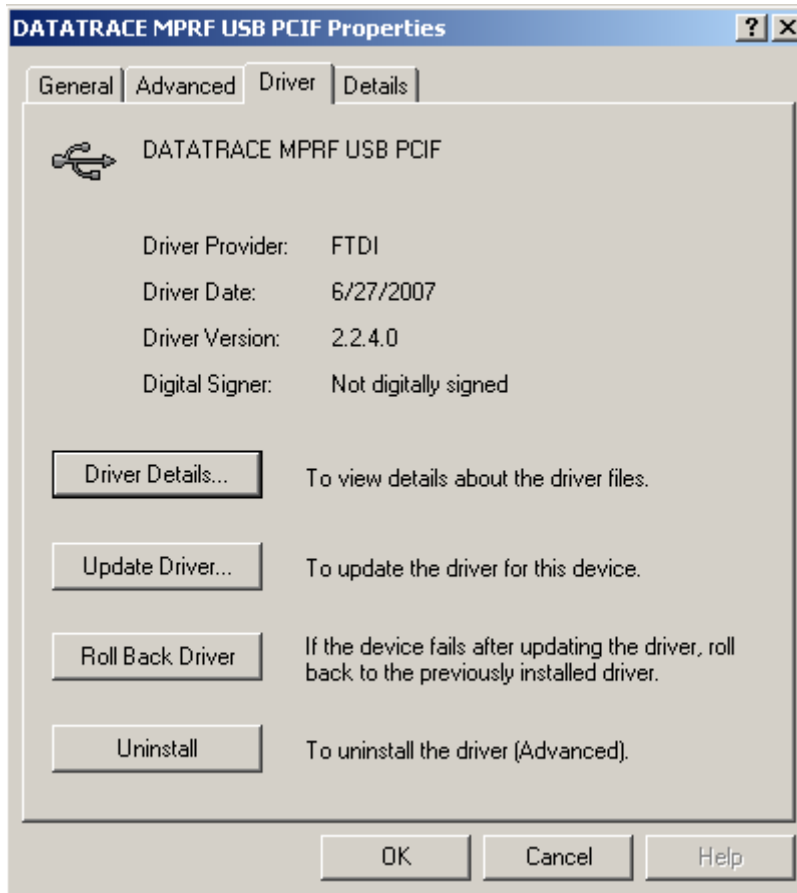 DATATRACE MPRF USB PCIF Properties
? X
General Advanced Driver Details
DATATRACE MPRF USB PCIF
Driver Provider: FTDI
Driver Date: 6/27/2007
Driver Version: 2.2.4.0
Digital Signer: Not digitally signed
Driver Details... To view details about the driver files.
Update Driver... To update the driver for this device.
Roll Back Driver If the device fails after updating the driver, roll
back to the previously installed driver.
Uninstall To uninstall the driver (Advanced).
OK Cancel Help